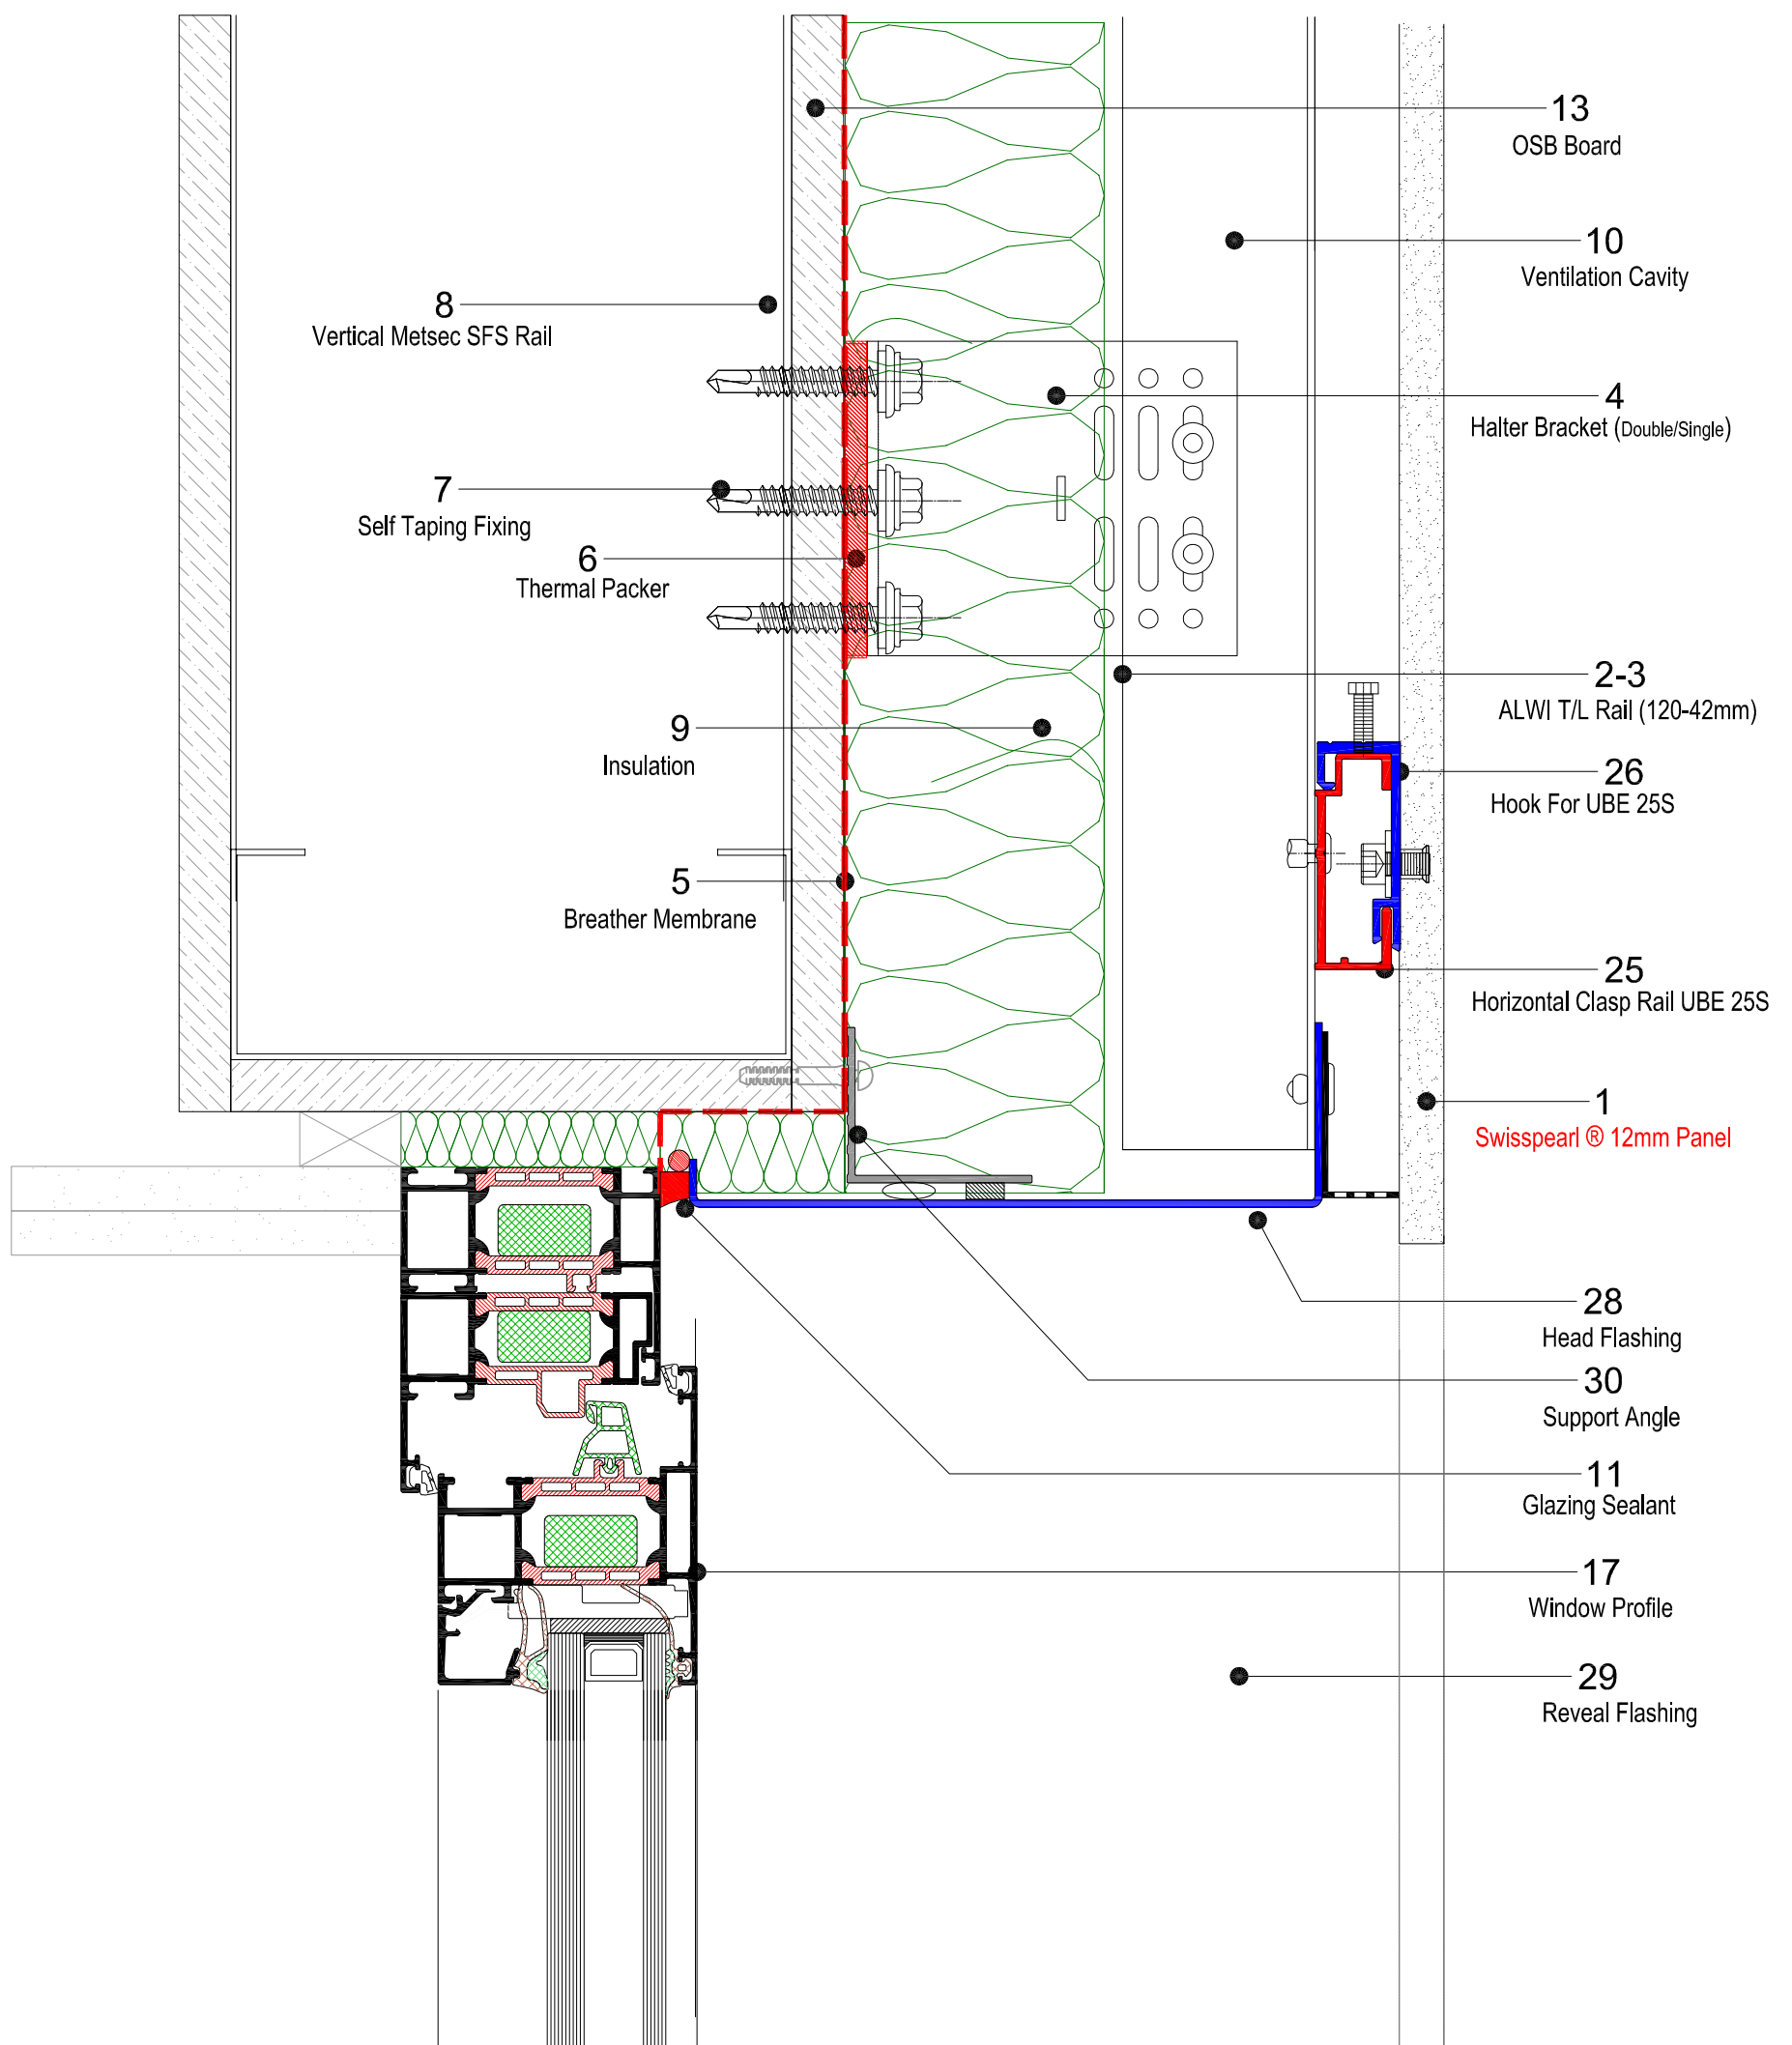 13
OSB Board
10
Ventilation Cavity
8
Vertical Metsec SFS Rail
4
Halter Bracket (Double/Single)
7
Self Taping Fixing
6
Thermal Packer
2-3
ALWI T/L Rail (120-42mm)
9
Insulation
26
Hook For UBE 25S
5
Breather Membrane
25
Horizontal Clasp Rail UBE 25S
1
Swisspearl ® 12mm Panel
28
Head Flashing
30
Support Angle
11
Glazing Sealant
17
Window Profile
29
Reveal Flashing